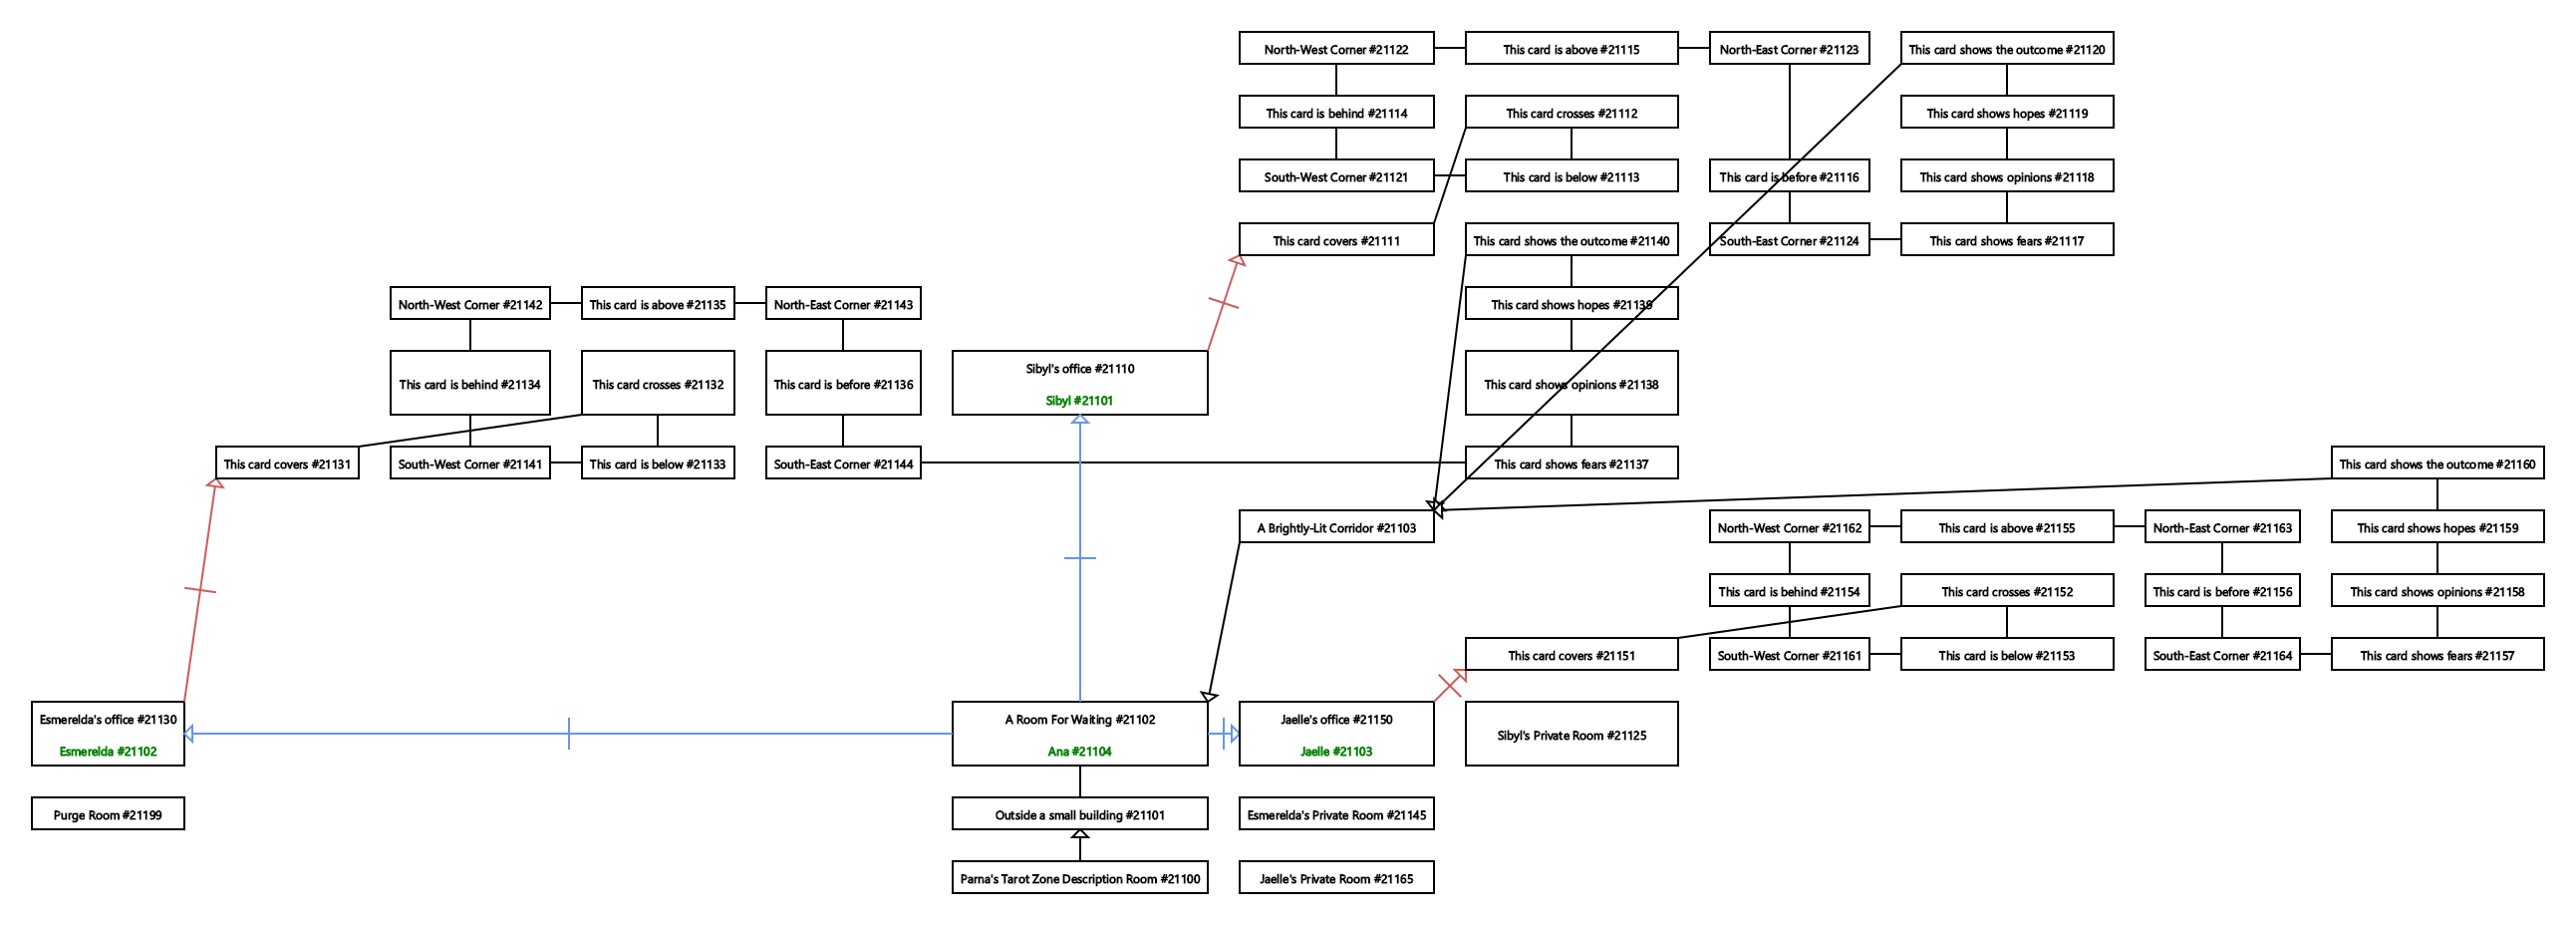 North-West Corner #21122
This card is above #21115
North-East Corner #21123
This card shows the outcome #21120
This card is behind #21114
This card crosses #21112
This card shows hopes #21119
South-West Corner #21121
This card is below #21113
This card is before #21116
This card shows opinions #21118
This card covers #21111
This card shows the outcome #21140
South-East Corner #21124
This card shows fears #21117
North-West Corner #21142
This card is above #21135
North-East Corner #21143
This card shows hopes #21139
Sibyl's office #21110
Sibyl #21101
This card is behind #21134
This card crosses #21132
This card is before #21136
This card shows opinions #21138
This card covers #21131
South-West Corner #21141
This card is below #21133
South-East Corner #21144
This card shows fears #21137
This card shows the outcome #21160
A Brightly-Lit Corridor #21103
North-West Corner #21162
This card is above #21155
North-East Corner #21163
This card shows hopes #21159
This card is behind #21154
This card crosses #21152
This card is before #21156
This card shows opinions #21158
This card covers #21151
South-West Corner #21161
This card is below #21153
South-East Corner #21164
This card shows fears #21157
Esmerelda's office #21130
Esmerelda #21102
A Room For Waiting #21102
Ana #21104
Jaelle's office #21150
Jaelle #21103
Sibyl's Private Room #21125
Purge Room #21199
Outside a small building #21101
Esmerelda's Private Room #21145
Parna's Tarot Zone Description Room #21100
Jaelle's Private Room #21165